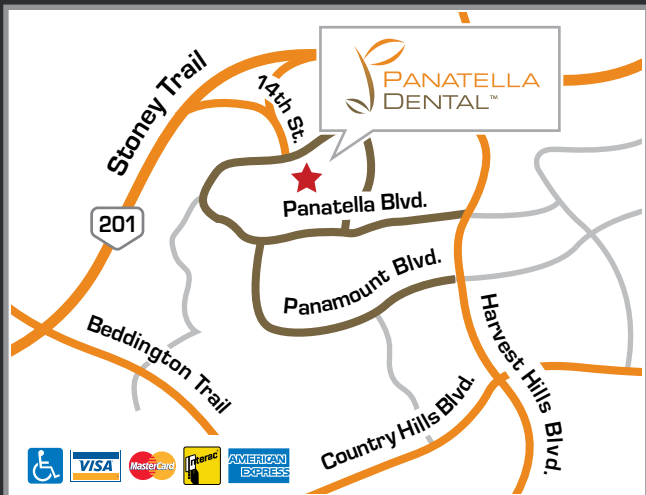 Stoney Trail
14th St.
PANATELLA
DENTAL™
201
Panatella Blvd.
Panamount Blvd.
Beddington Trail
Harvest Hills Blvd.
Country Hills Blvd.
VISA
MasterCard
Interac
AMERICAN
EXPRESS